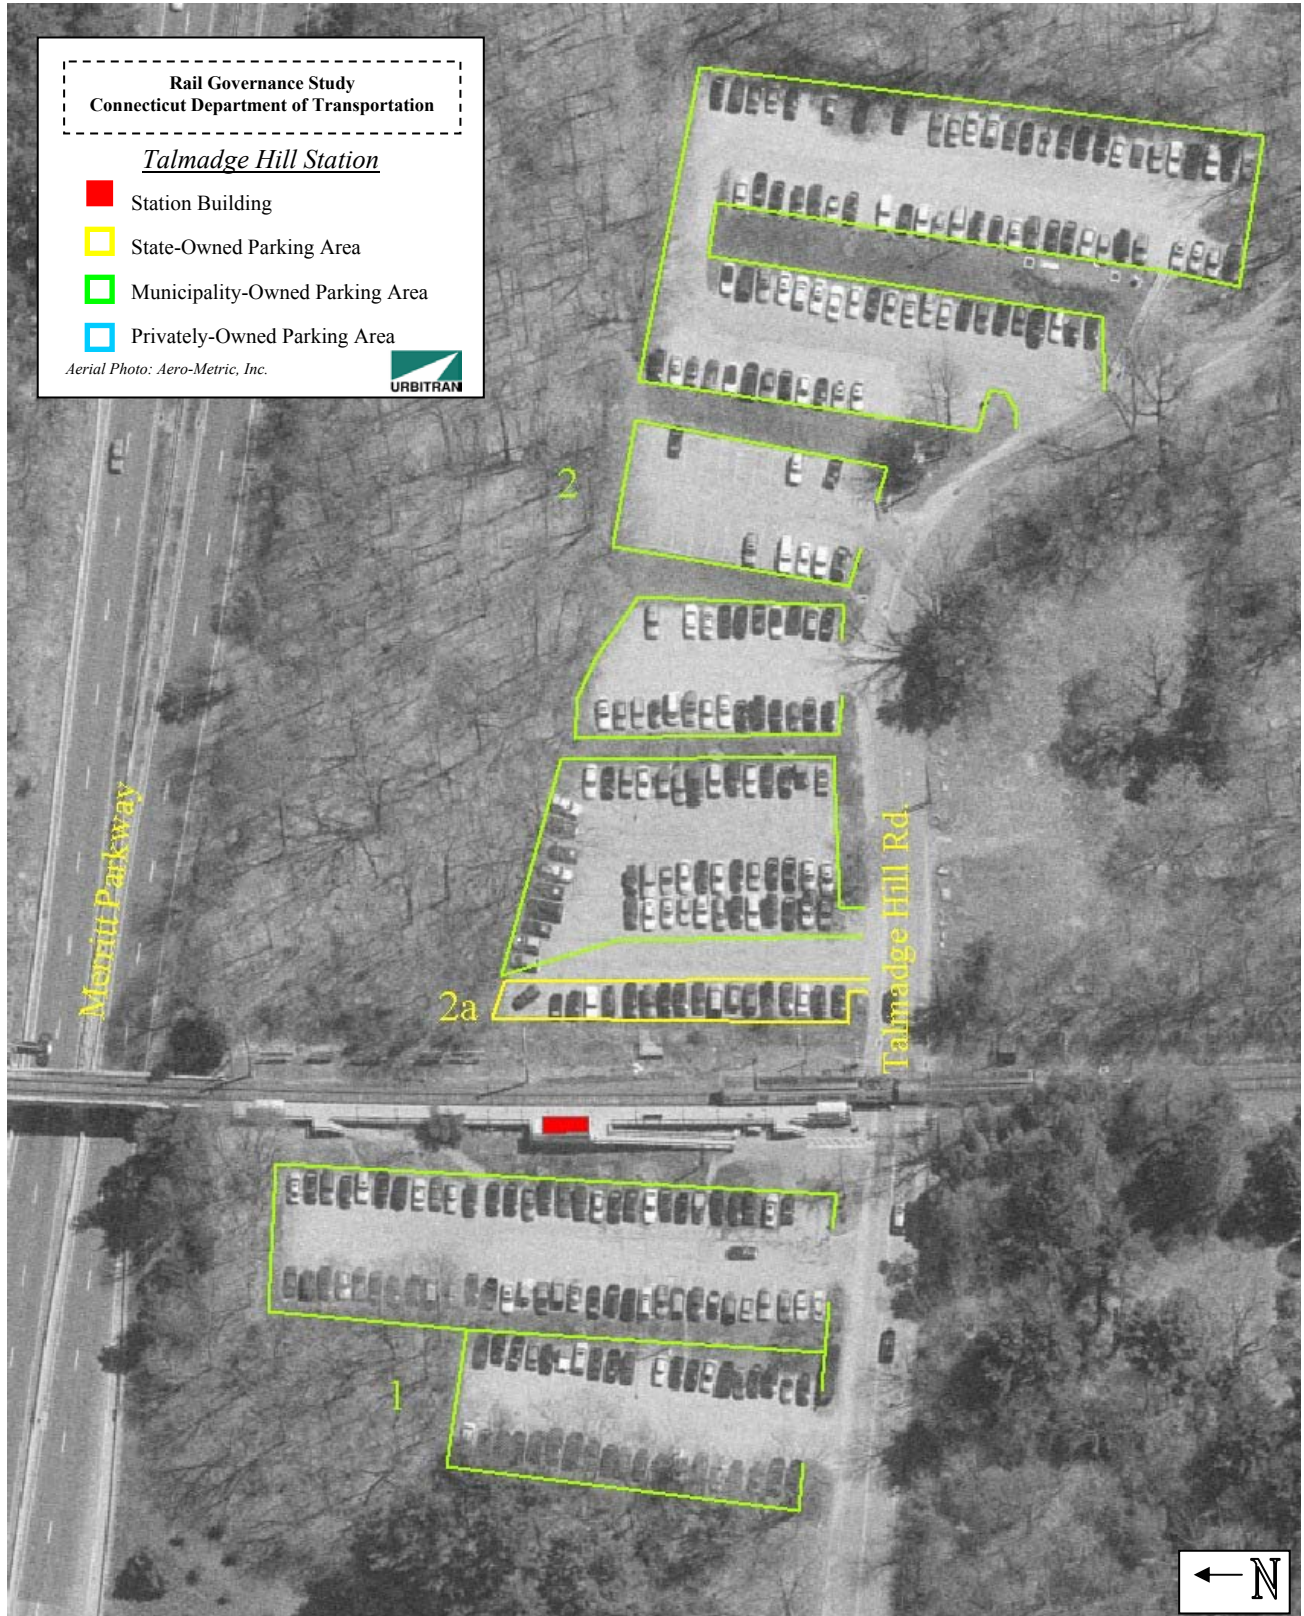 Rail Governance Study
Connecticut Department of Transportation
Talmadge Hill Station
Station Building
State-Owned Parking Area
Municipality-Owned Parking Area
Privately-Owned Parking Area
Aerial Photo: Aero-Metric, Inc.
URBITRAN
2
Merritt Parkway
Talmadge Hill Rd.
2a
1
N